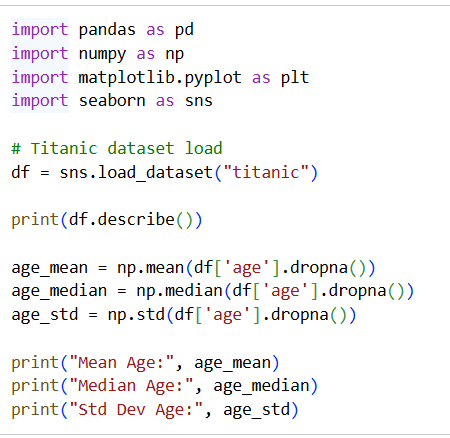 import pandas as pd
import numpy as np
import matplotlib.pyplot as plt
import seaborn as sns
# Titanic dataset load
df = sns.load_dataset("titanic")
print(df.describe())
age_mean = np.mean(df['age'].dropna())
age_median = np.median(df['age'].dropna())
age_std = np.std(df['age'].dropna())
print("Mean Age:", age_mean)
print("Median Age:", age_median)
print("Std Dev Age:", age_std)